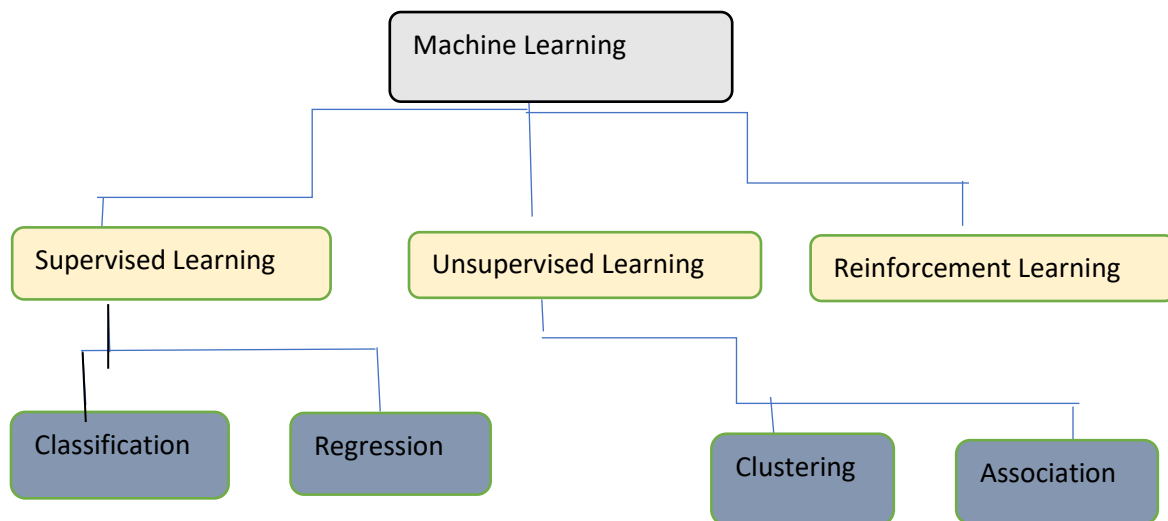 Machine Learning
Supervised Learning
Unsupervised Learning
Reinforcement Learning
Classification
Regression
Clustering
Association